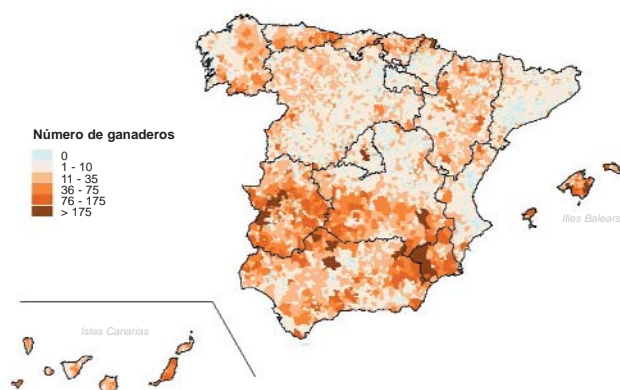 Número de ganaderos
0
1 - 10
11 - 35
36 - 75
76 - 175
> 175
Illes Balears
Islas Canarias